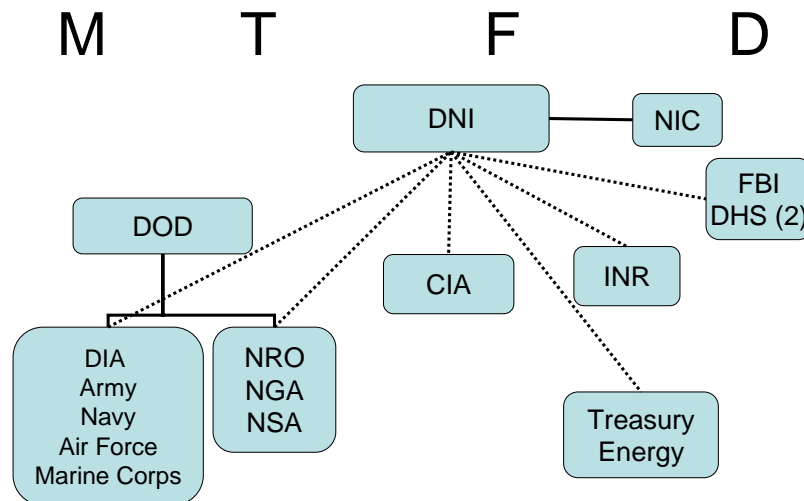 M T F D
DNI
NIC
FBI
DHS (2)
DOD
CIA
INR
DIA
Army
Navy
Air Force
Marine Corps
NRO
NGA
NSA
Treasury
Energy